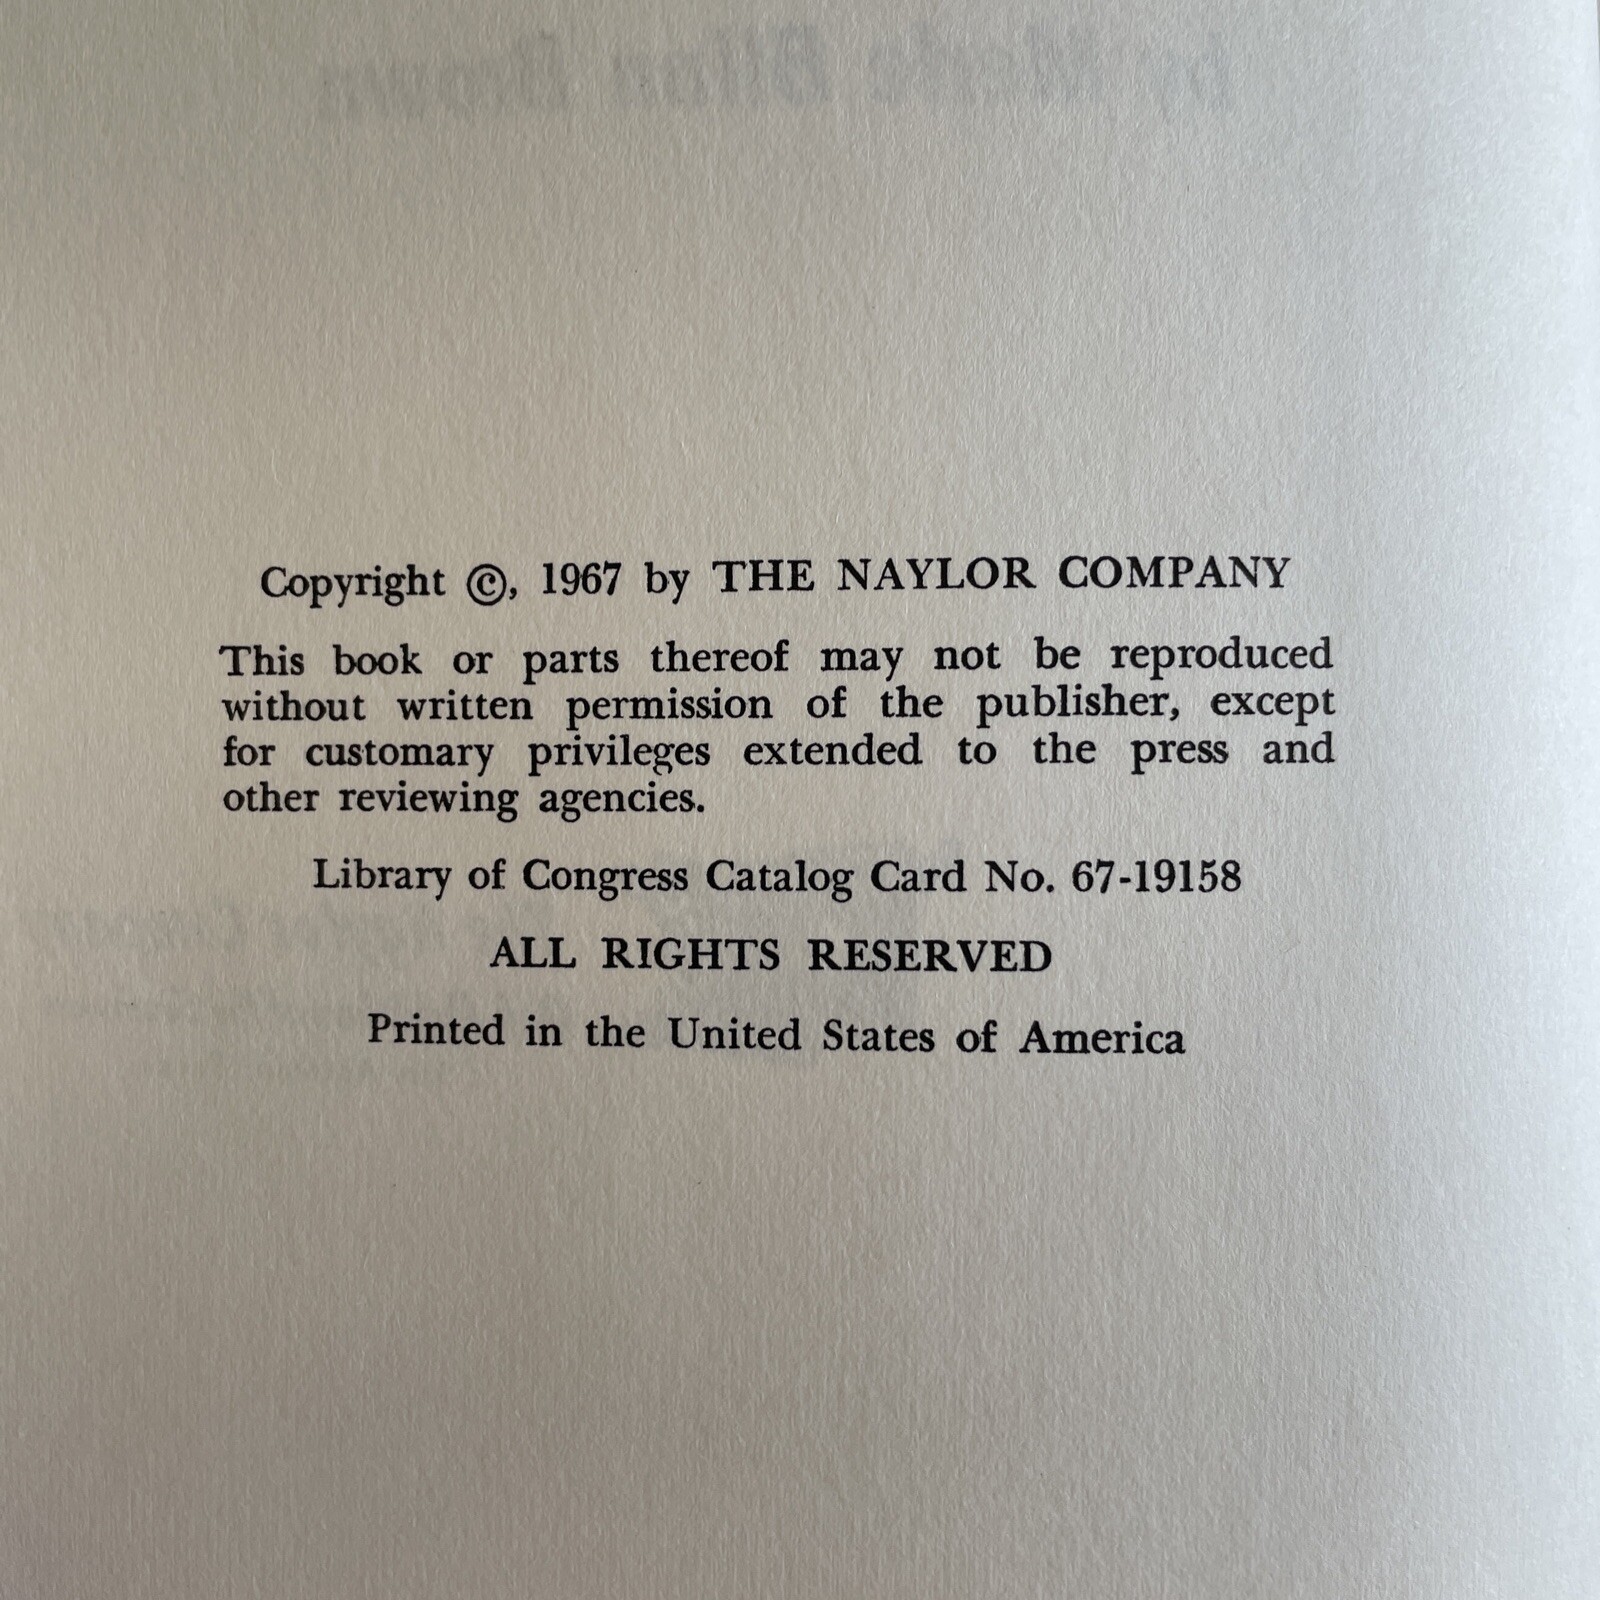 Copyright ©, 1967 by THE NAYLOR COMPANY
This book or parts thereof may not be reproduced
without written permission of the publisher, except
for customary privileges extended to the press and
other reviewing agencies.
Library of Congress Catalog Card No. 67-19158
ALL RIGHTS RESERVED
Printed in the United States of America